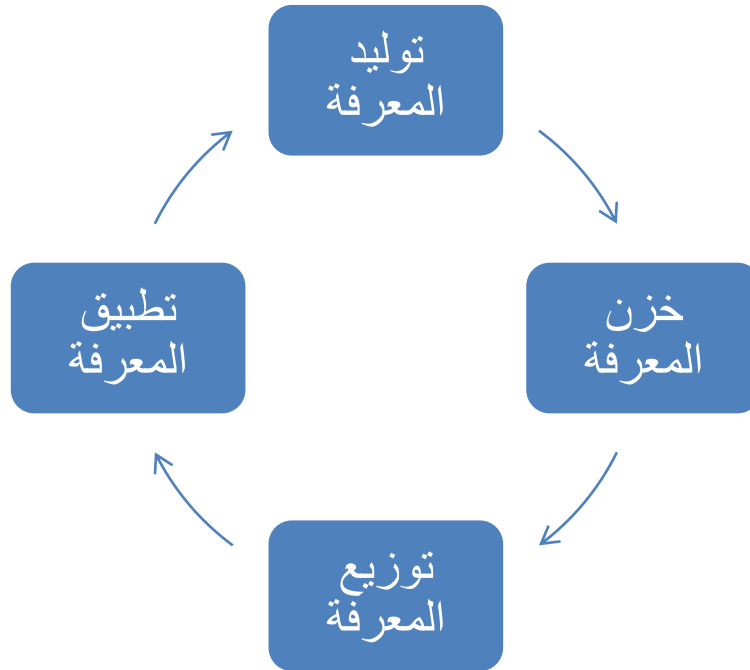 توليد
المعرفة
خزن
المعرفة
توزيع
المعرفة
تطبيق
المعرفة